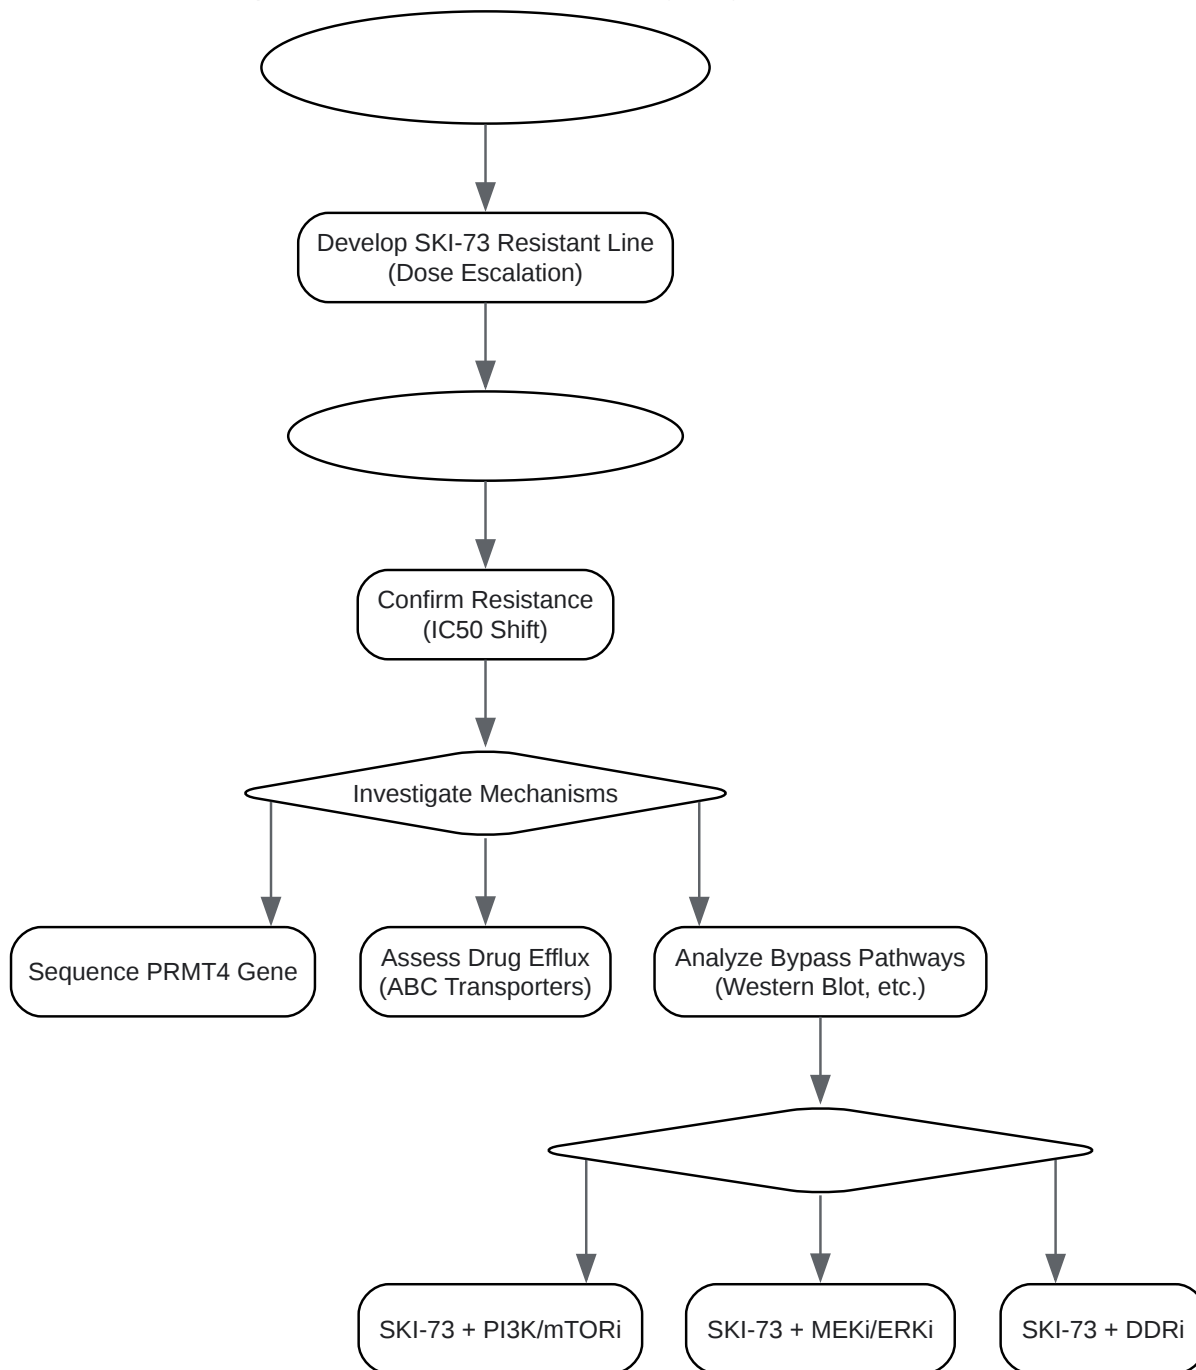 Develop SKI-73 Resistant Line
(Dose Escalation)
Confirm Resistance
(IC50 Shift)
Investigate Mechanisms
Sequence PRMT4 Gene
Assess Drug Efflux
(ABC Transporters)
Analyze Bypass Pathways
(Western Blot, etc.)
SKI-73 + PI3K/mTORi
SKI-73 + MEKi/ERKi
SKI-73 + DDRi